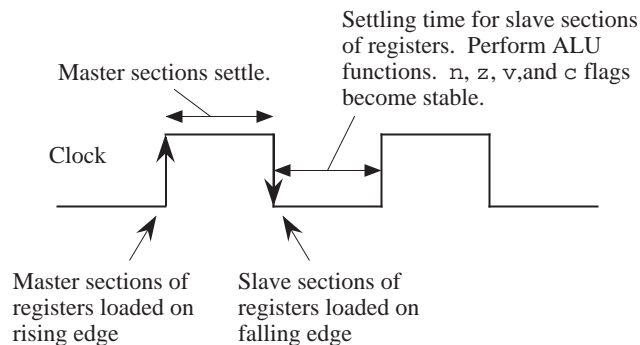 Settling time for slave sections
of registers. Perform ALU
functions. n, z, v,and c flags
become stable.
Master sections settle.
Clock
Master sections of
registers loaded on
rising edge
Slave sections of
registers loaded on
falling edge